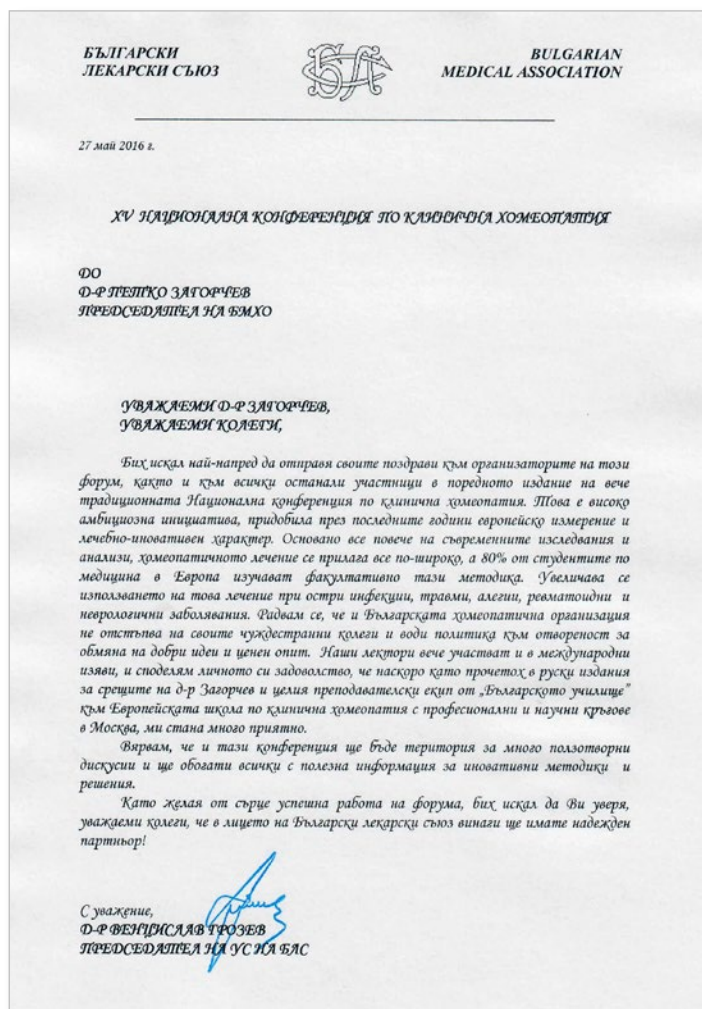 БЪЛГАРСКИ
ЛЕКАРСКИ СЪЮЗ
BULGARIAN
MEDICAL ASSOCIATION
27 май 2016 г.
XV НАЦИОНАЛНА КОНФЕРЕНЦИЯ ПО КЛИНИЧНА ХОМЕОПАТИЯ
ДО
Д-Р ПЕТКО ЗАГОРЧЕВ
ПРЕДСЕДАТЕЛ НА БМХО
УВАЖАЕМИ Д-Р ЗАГОРЧЕВ,
УВАЖАЕМИ КОЛЕГИ,
Бих искал най-напред да отправя своите поздрави към организаторите на този
форум, както и към всички останали участници в поредното издание на вече
традиционната Национална конференция по клинична хомеопатия. Това е високо
амбициозна инициатива, придобила през последните години европейско измерение и
лечебно-иновативен характер. Основано все повече на съвременните изследвания и
анализи, хомеопатичното лечение се прилага все по-широко, а 80% от студентите по
медицина в Европа изучават факултативно тази методика. Увеличава се
използването на това лечение при остри инфекции, травми, алегии, ревматоидни и
неврологични заболявания. Радвам се, че и Българската хомеопатична организация
не отстъпва на своите чуждестранни колеги и води политика към отвореност за
обмяна на добри идеи и ценен опит. Наши лектори вече участват и в международни
изяви, и споделям личното си задоволство, че наскоро като прочетох в руски издания
за срещите на д-р Загорчев и целия преподавателски екип от „Българското училище"
към Европейската школа по клинична хомеопатия с професионални и научни кръгове
в Москва, ми стана много приятно.
Вярвам, че и тази конференция ще бъде територия за много ползотворни
дискусии и ще обогати всички с полезна информация за иновативни методики и
решения.
Като желая от сърце успешна работа на форума, бих искал да Ви уверя,
уважаеми колеги, че в лицето на Български лекарски съюз винаги ще имате надежден
партньор!
С уважение,
Д-Р ВЕНЦИСЛАВ ГРОЗЕВ
ПРЕДСЕДАТЕЛ НА УС НА БЛС